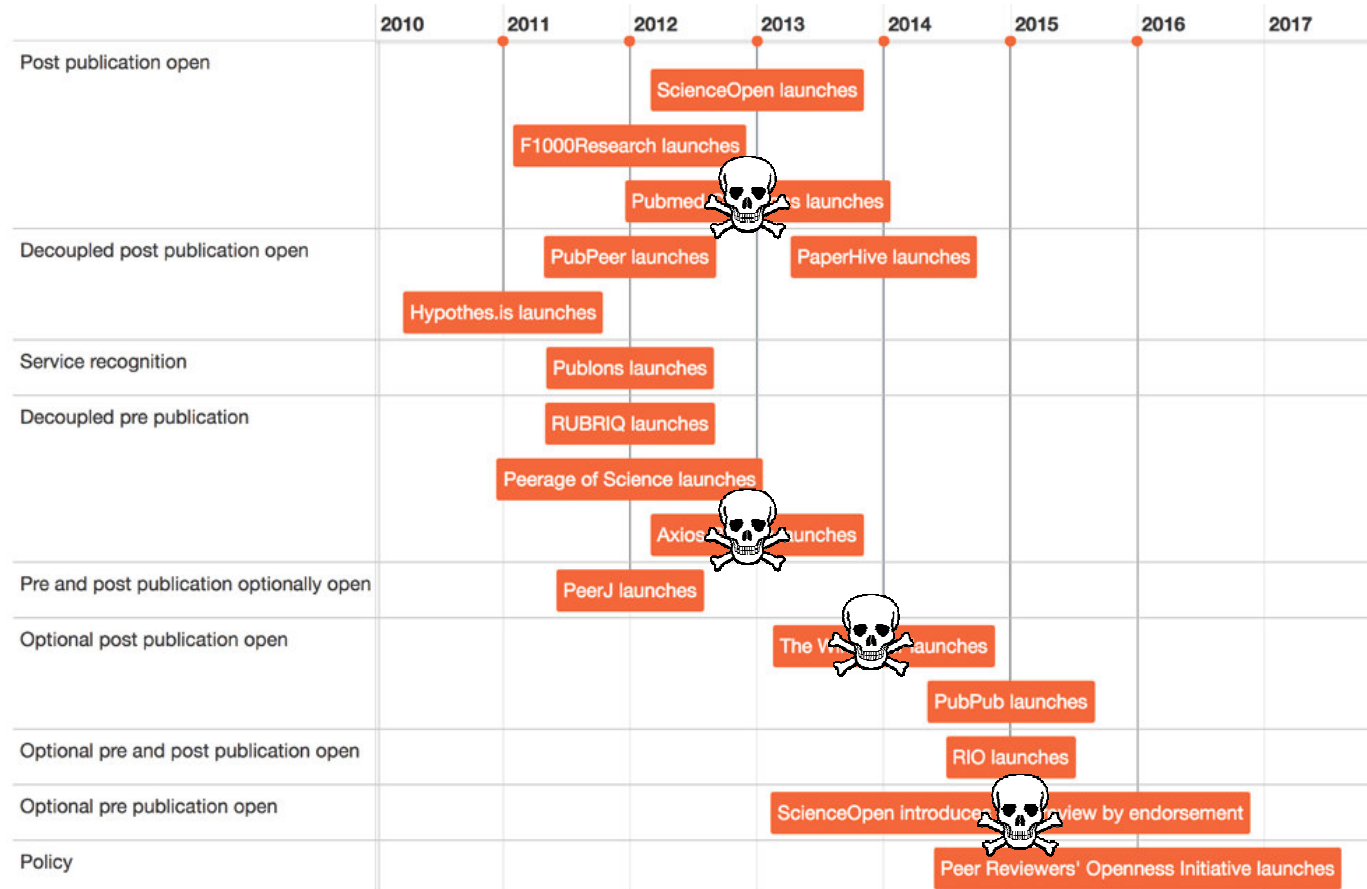 2010 2011 2012 2013 2014 2015 2016 2017
Post publication open
ScienceOpen launches
F1000Research launches
Pubmed s launches
Decoupled post publication open
PubPeer launches PaperHive launches
Hypothes.is launches
Service recognition
Publons launches
Decoupled pre publication
RUBRIQ launches
Peerage of Science launches
Axios launches
Pre and post publication optionally open
PeerJ launches
Optional post publication open
The launches
PubPub launches
Optional pre and post publication open
RIO launches
Optional pre publication open
ScienceOpen introduces by endorsement
Policy
Peer Reviewers' Openness Initiative launches